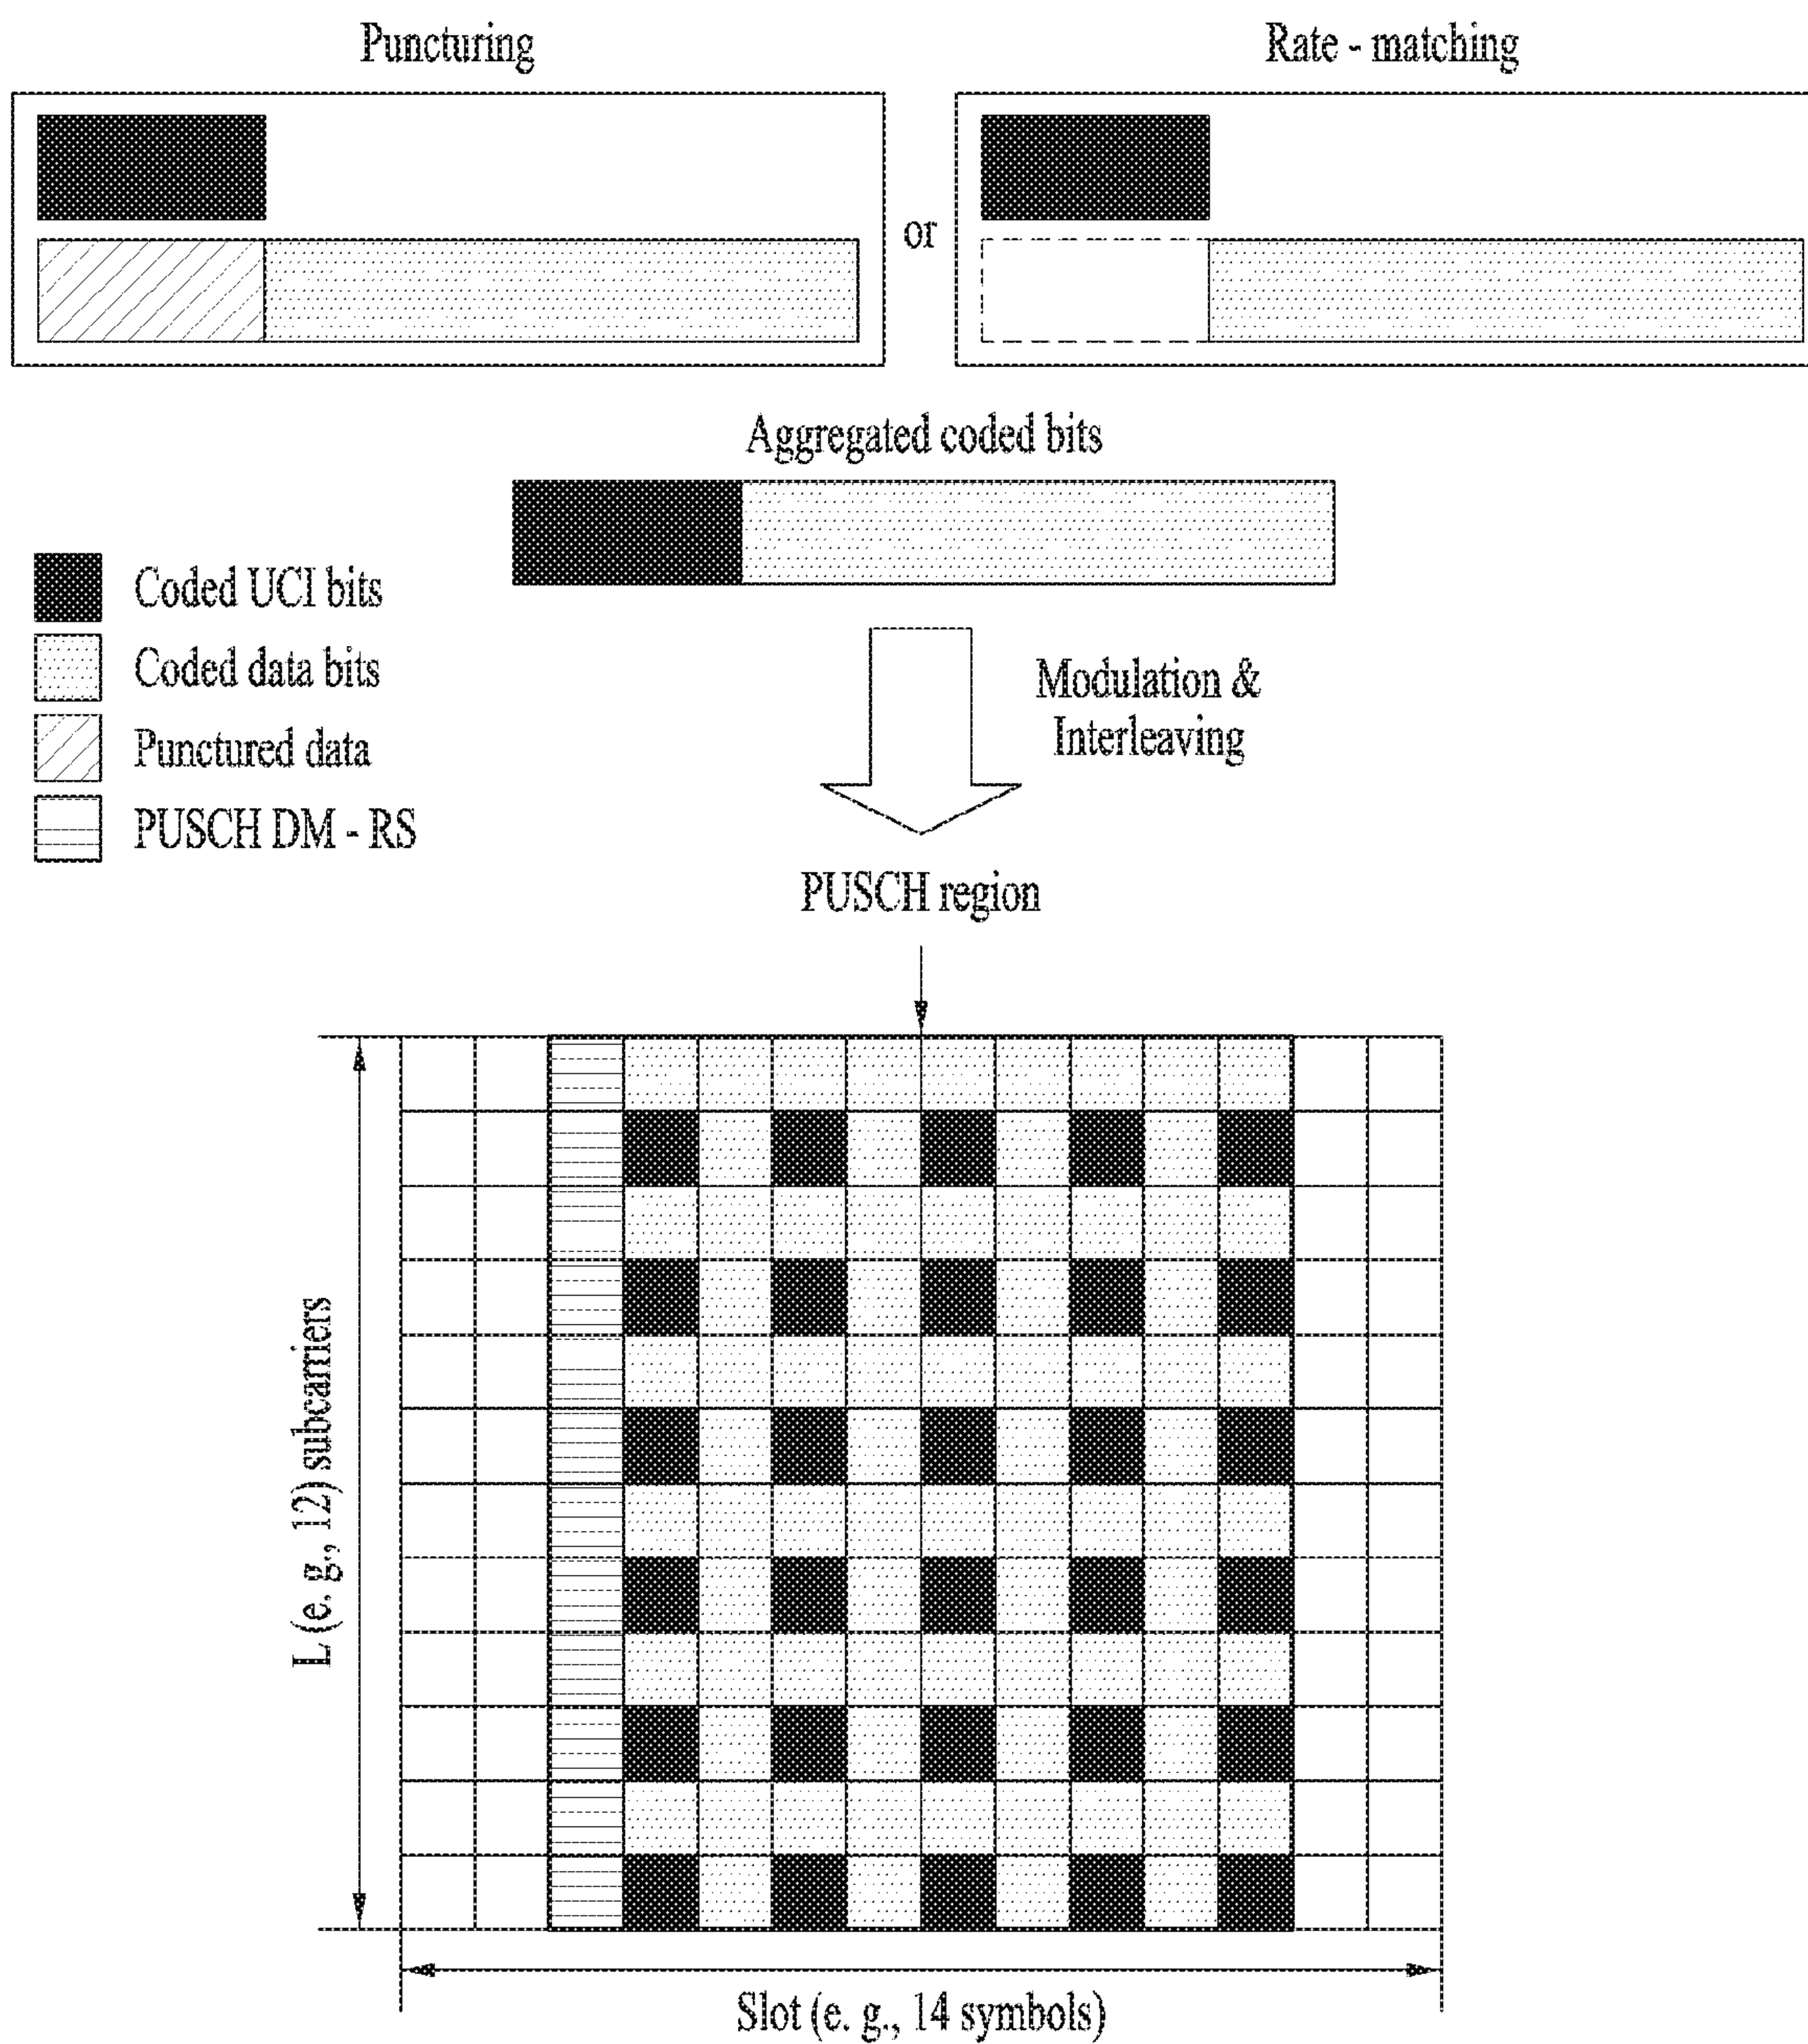 Puncturing
Rate - matching
or
Aggregated coded bits
Coded UCI bits
Coded data bits
Punctured data
PUSCH DM - RS
Modulation &
Interleaving
PUSCH region
L (e. g., 12) subcarriers
Slot (e. g., 14 symbols)